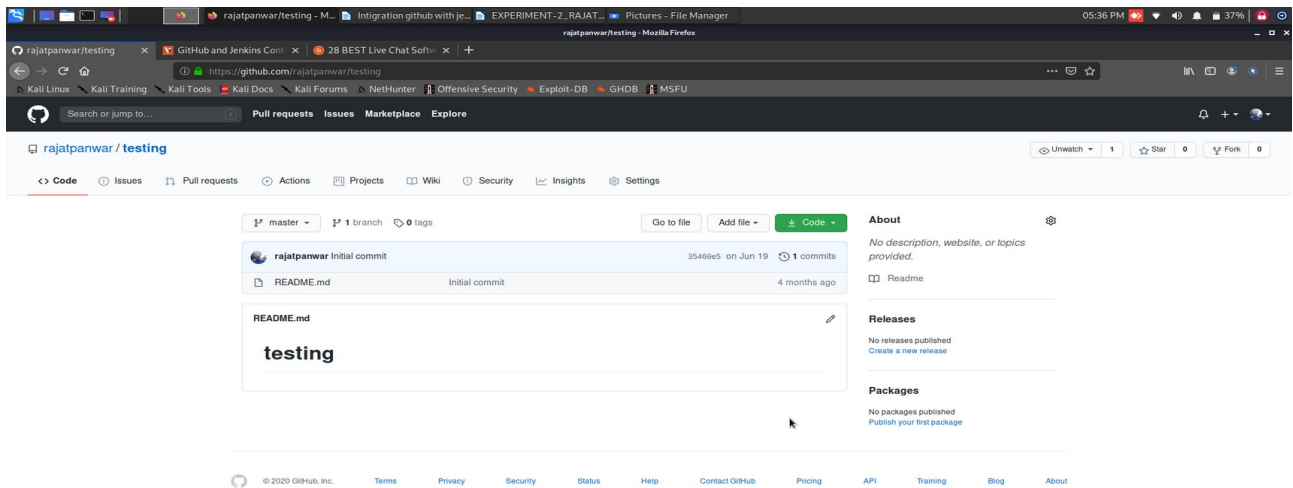 rajatpanwar/testing - M... Intigration github with je... EXPERIMENT-2_RAJAT... Pictures - File Manager 05:36 PM 37%
rajatpanwar/testing - Mozilla Firefox
rajatpanwar/testing GitHub and Jenkins Conti 28 BEST Live Chat Softw
https://github.com/rajatpanwar/testing
Kali Linux Kali Training Kali Tools Kali Docs Kali Forums NetHunter Offensive Security Exploit-DB GHDB MSFU
Search or jump to... / Pull requests Issues Marketplace Explore
rajatpanwar / testing Unwatch 1 Star 0 Fork 0
<> Code Issues Pull requests Actions Projects Wiki Security Insights Settings
master 1 branch 0 tags Go to file Add file Code
rajatpanwar Initial commit 35460e5 on Jun 19 1 commits
README.md Initial commit 4 months ago
README.md
testing
About
No description, website, or topics
provided.
Readme
Releases
No releases published
Create a new release
Packages
No packages published
Publish your first package
© 2020 GitHub, Inc. Terms Privacy Security Status Help Contact GitHub Pricing API Training Blog About